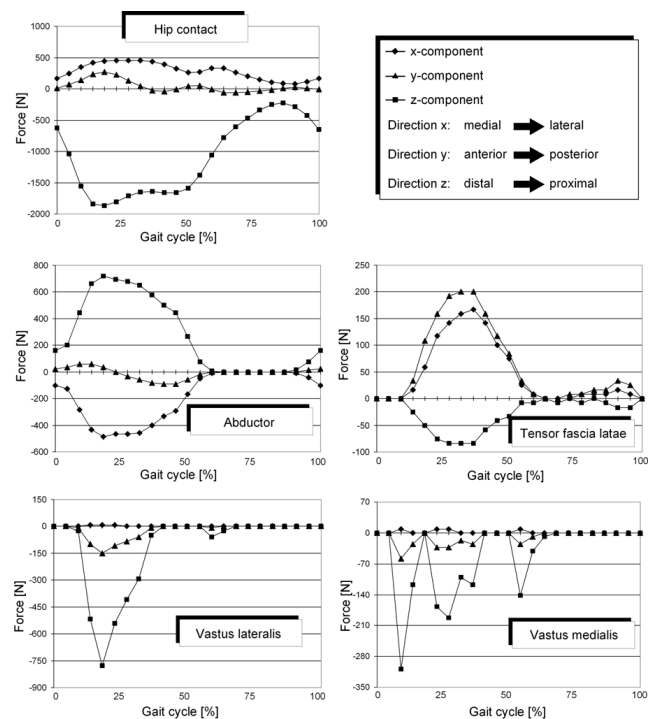 Hip contact
1000
500
0
-500
-1000
-1500
-2000
Force [N]
0 25 50 75 100
Gait cycle [%]
x-component
y-component
z-component
Direction x: medial lateral
Direction y: anterior posterior
Direction z: distal proximal
800
600
400
200
0
-200
-400
-600
Force [N]
0 25 50 75 100
Gait cycle [%]
Abductor
250
200
150
100
50
0
-50
-100
Force [N]
0 25 50 75 100
Gait cycle [%]
Tensor fascia latae
150
0
-150
-300
-450
-600
-750
-900
Force [N]
0 25 50 75 100
Gait cycle [%]
Vastus lateralis
70
0
-70
-140
-210
-280
-350
Force [N]
0 25 50 75 100
Gait cycle [%]
Vastus medialis